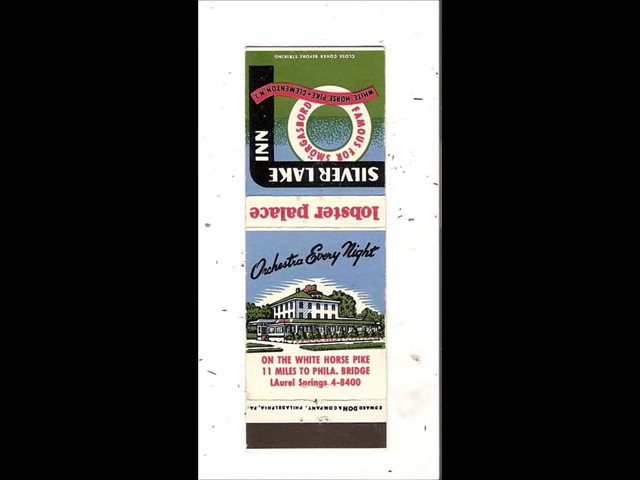 CLOSE COVER BEFORE STRIKING
WHITE HORSE PIKE • CLEMENTON N.J.
FAMOUS FOR SMÖRGASBORD
SILVER LAKE
INN
lobster palace
Orchestra Every Night
ON THE WHITE HORSE PIKE
11 MILES TO PHILA. BRIDGE
LAurel Springs 4-8400
EDWARD DON & COMPANY, PHILADELPHIA, PA.